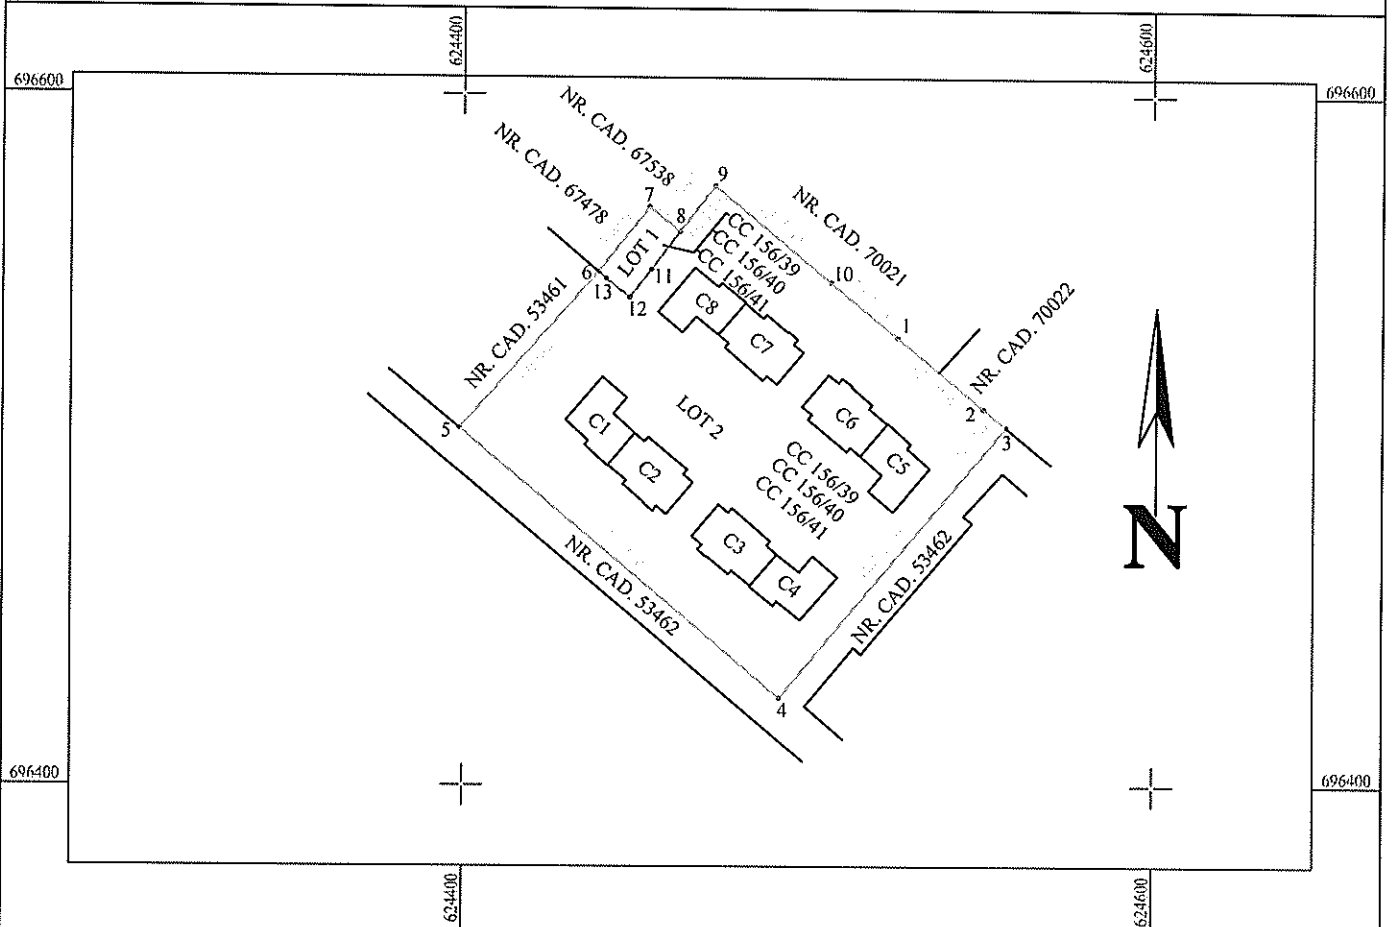 624400
624600
696600
696600
NR. CAD. 67538
NR. CAD. 67478
9
7
8
NR. CAD. 70021
CC 156/39
CC 156/40
CC 156/41
LOT 1
6
13
11
12
10
1
NR. CAD. 70022
NR. CAD. 53461
C8
C7
2
3
5
C1
C2
LOT 2
C6
C5
CC 156/39
CC 156/40
CC 156/41
C3
C4
NR. CAD. 53462
NR. CAD. 53462
4
N
696400
696400
624400
624600